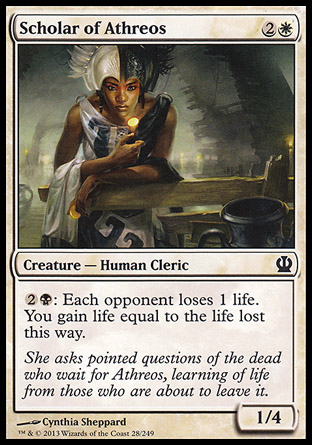 Scholar of Athreos 2
Creature — Human Cleric
2: Each opponent loses 1 life.
You gain life equal to the life lost
this way.
She asks pointed questions of the dead
who wait for Athreos, learning of life
from those who are about to leave it.
Cynthia Sheppard
™ & © 2013 Wizards of the Coast 28/249
1/4